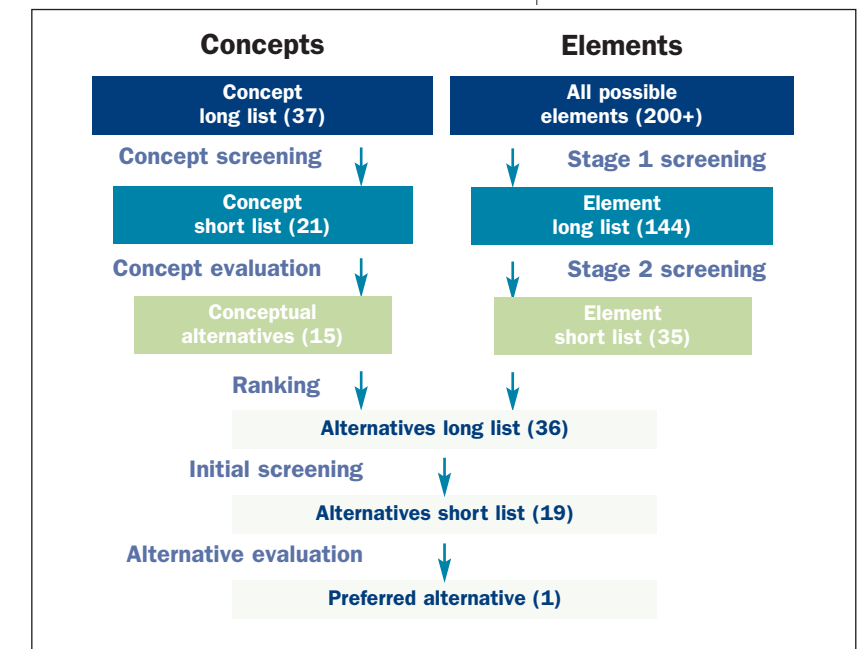 Concepts
Elements
Concept
long list (37)
All possible
elements (200+)
Concept screening
Stage 1 screening
Concept
short list (21)
Element
long list (144)
Concept evaluation
Stage 2 screening
Conceptual
alternatives (15)
Element
short list (35)
Ranking
Alternatives long list (36)
Initial screening
Alternatives short list (19)
Alternative evaluation
Preferred alternative (1)